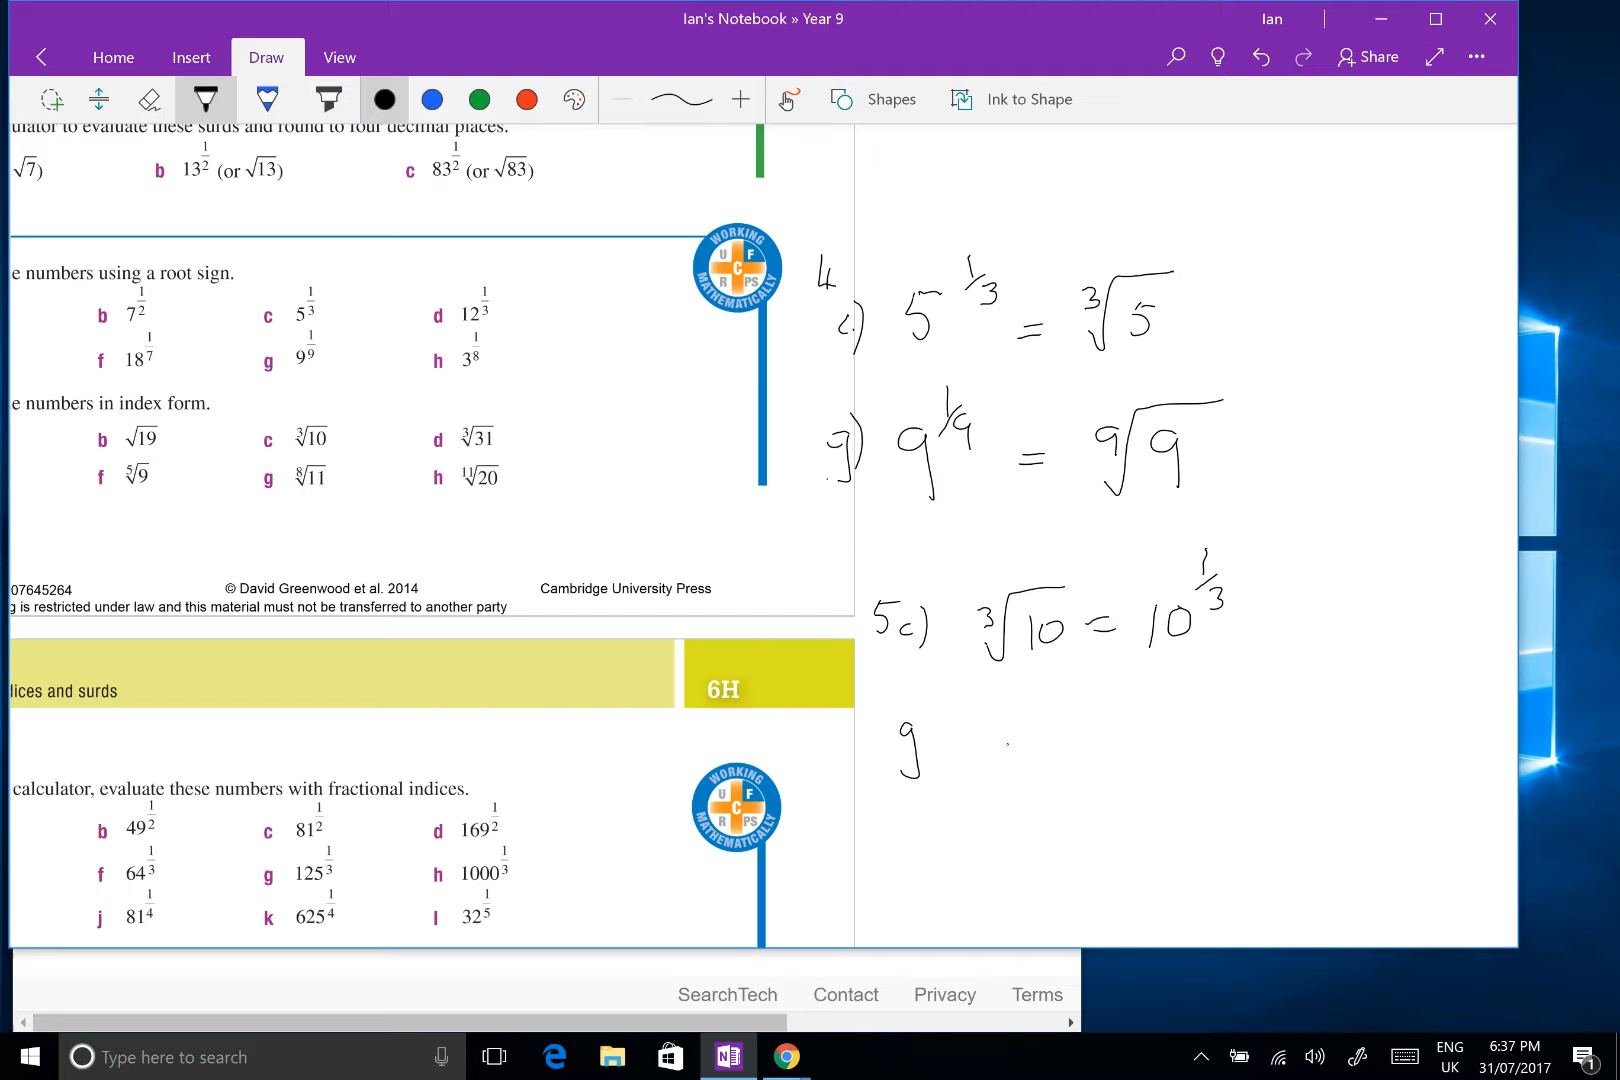 Ian's Notebook » Year 9
Ian
Home Insert Draw View
Share
Shapes Ink to Shape
ulator to evaluate these surds and round to four decimal places.
√7) b 13^(1/2) (or √13) c 83^(1/2) (or √83)
WORKING MATHEMATICALLY
U F C R PS
e numbers using a root sign.
b 7^(1/2) c 5^(1/3) d 12^(1/3)
f 18^(1/7) g 9^(1/9) h 3^(1/8)
e numbers in index form.
b √19 c ∛10 d ∛31
f ⁵√9 g ⁸√11 h ¹¹√20
07645264 © David Greenwood et al. 2014 Cambridge University Press
g is restricted under law and this material must not be transferred to another party
dices and surds 6H
calculator, evaluate these numbers with fractional indices.
WORKING MATHEMATICALLY
U F C R PS
b 49^(1/2) c 81^(1/2) d 169^(1/2)
f 64^(1/3) g 125^(1/3) h 1000^(1/3)
j 81^(1/4) k 625^(1/4) l 32^(1/5)
4
c) 5^(1/3) = ∛5
g) 9^(1/9) = ⁹√9
5c) ∛10 = 10^(1/3)
g
SearchTech Contact Privacy Terms
Type here to search
ENG
UK
6:37 PM
31/07/2017
1